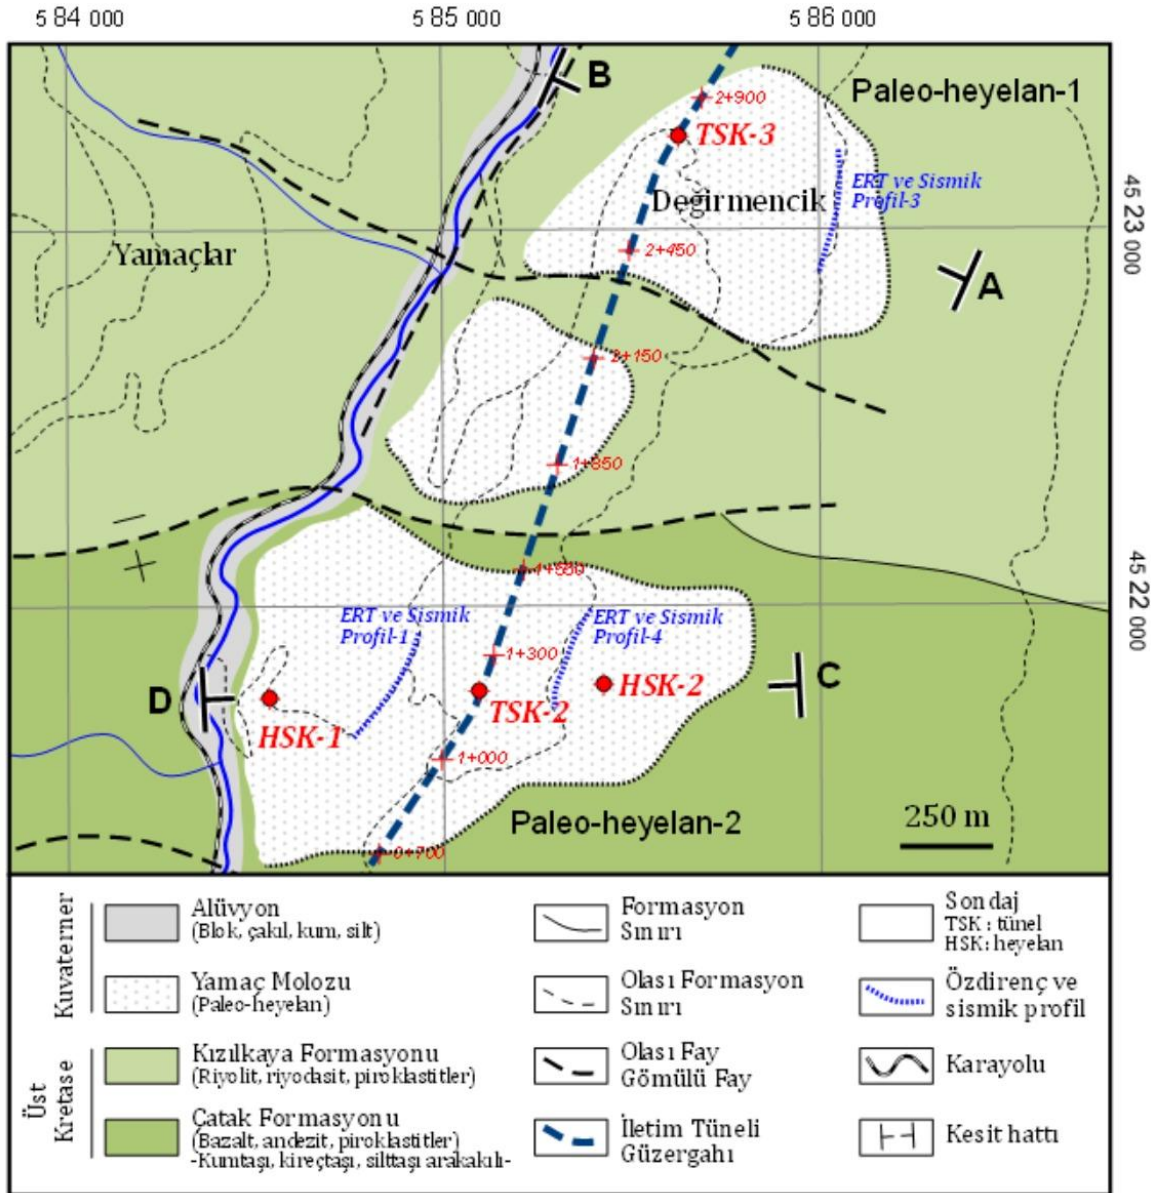 5 84 000
5 85 000
5 86 000
B
2+900
Paleo-heyelan-1
TSK-3
ERT ve Sismik
Profil-3
Değirmencik
45 23 000
Yamaçlar
2+450
A
2+150
1+850
1+550
45 22 000
ERT ve Sismik
Profil-1
ERT ve Sismik
Profil-4
1+300
D
HSK-1
TSK-2
HSK-2
C
1+000
Paleo-heyelan-2
250 m
0+700
Kuvaterner
Alüvyon
(Blok, çakıl, kum, silt)
Yamaç Molozu
(Paleo-heyelan)
Üst
Kretase
Kızılkaya Formasyonu
(Riyolit, riyodasit, piroklastitler)
Çatak Formasyonu
(Bazalt, andezit, piroklastitler)
-Kumtaşı, kireçtaşı, silttaşı arakakılı-
Formasyon
Sınırı
Olası Formasyon
Sınırı
Olası Fay
Gömülü Fay
İletim Tüneli
Güzergahı
Sondaj
TSK : tünel
HSK: heyelan
Özdirenç ve
sismik profil
Karayolu
Kesit hattı